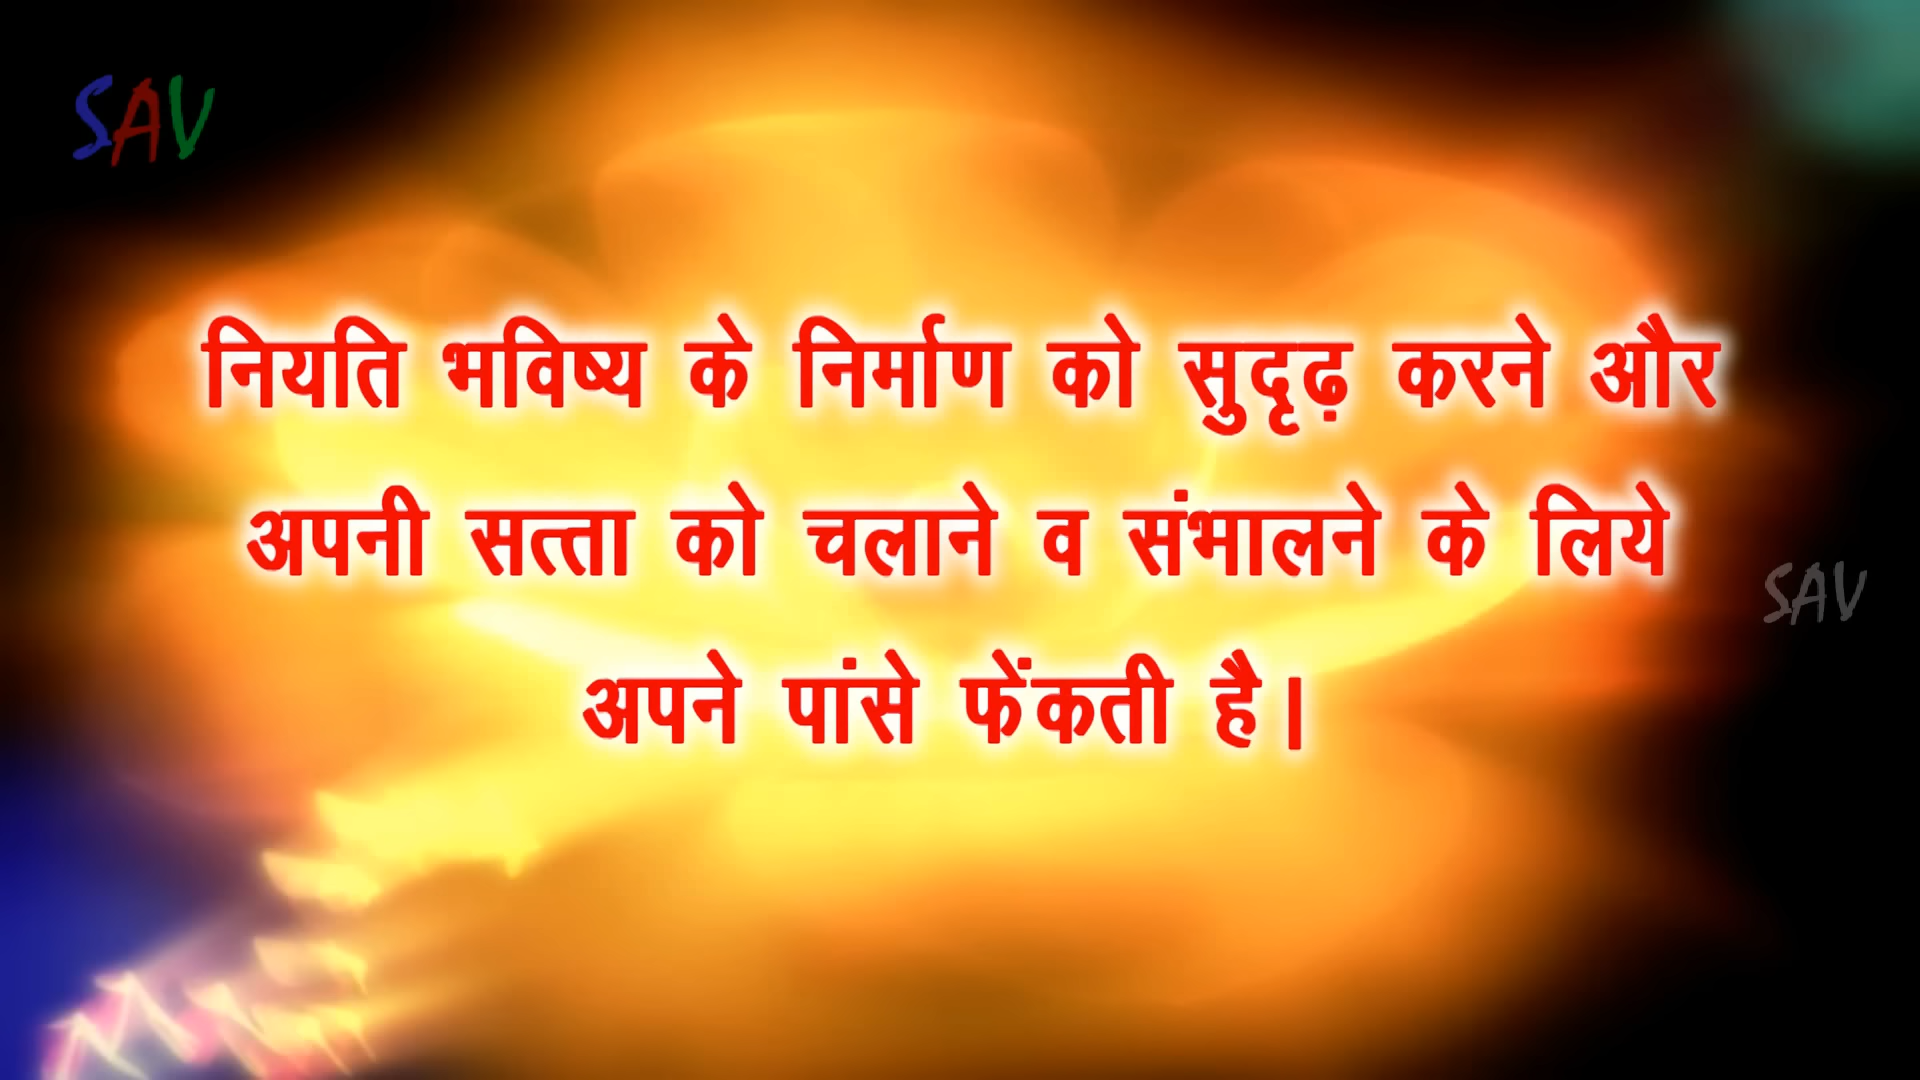 SAV
नियति भविष्य के निर्माण को सुदृढ़ करने और
अपनी सत्ता को चलाने व संभालने के लिये
SAV
अपने पांसे फेंकती है।